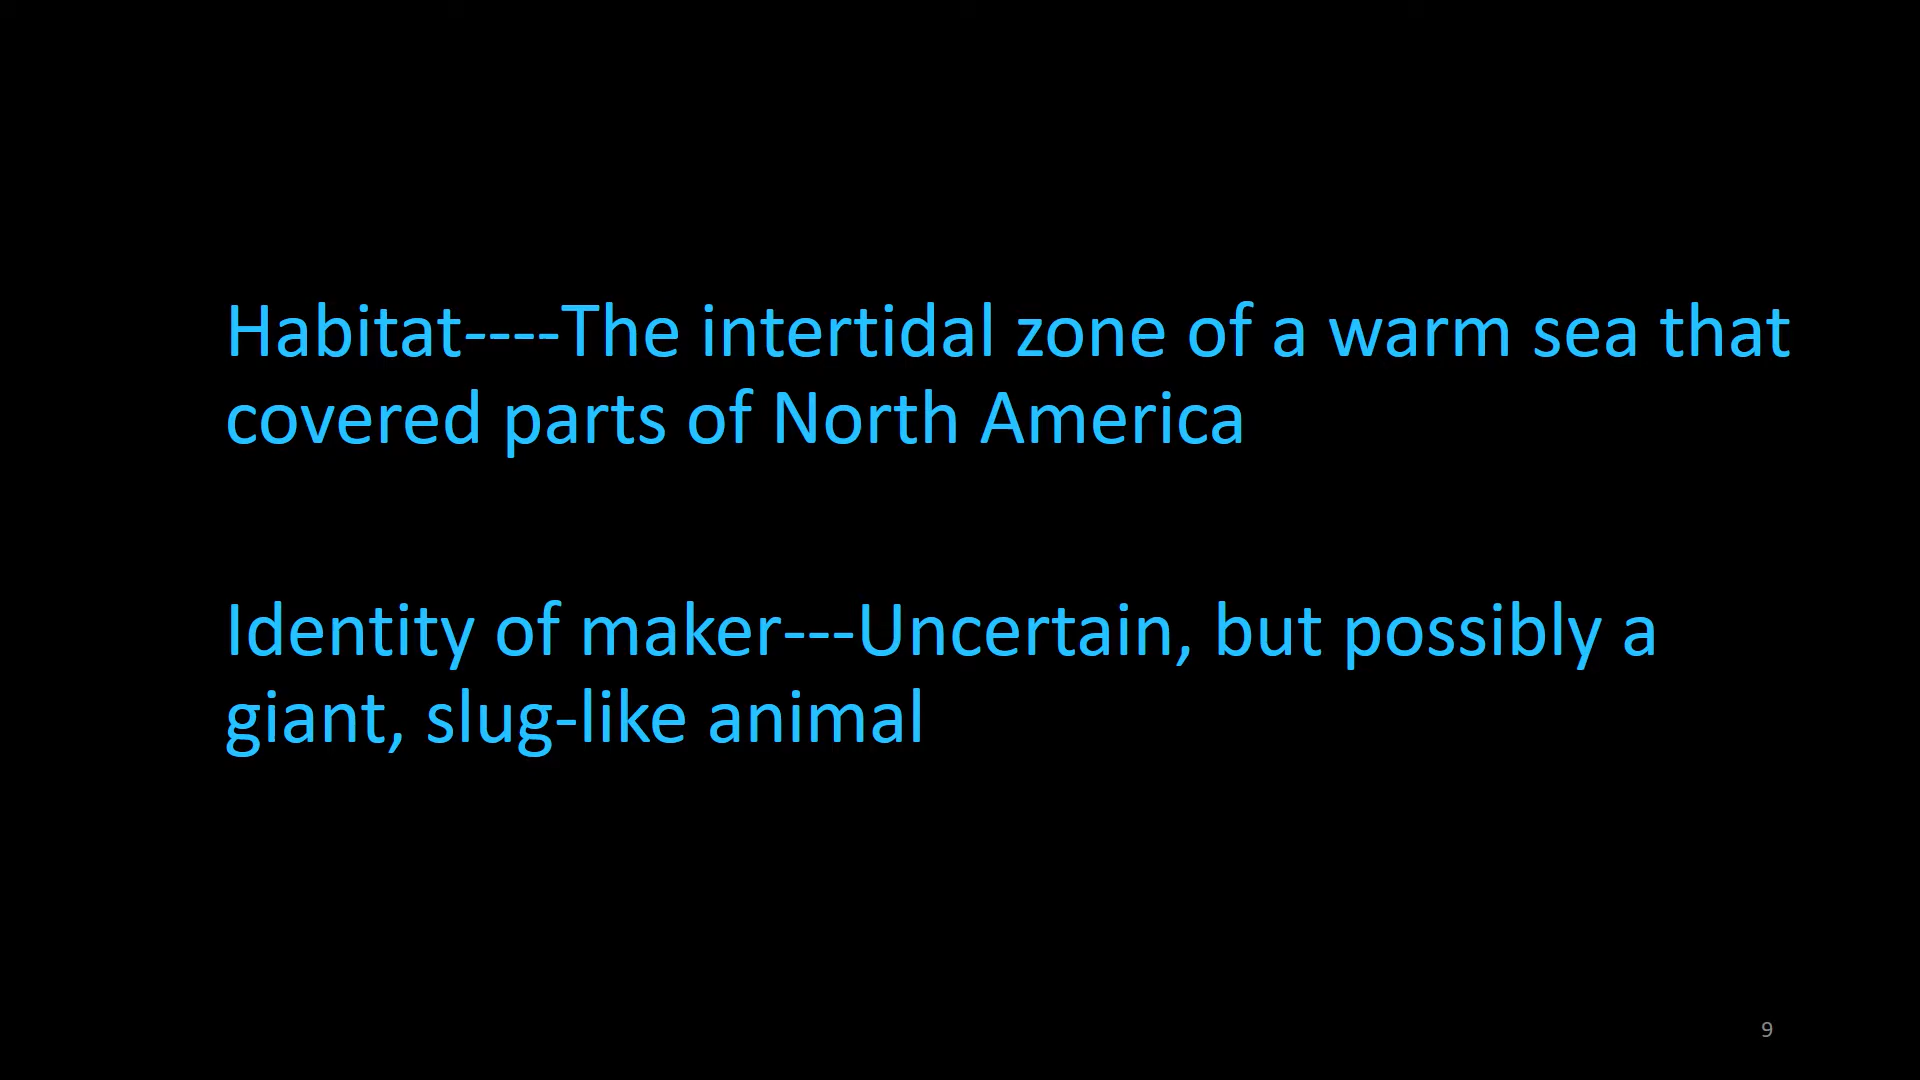 Habitat----The intertidal zone of a warm sea that
covered parts of North America
Identity of maker---Uncertain, but possibly a
giant, slug-like animal
9